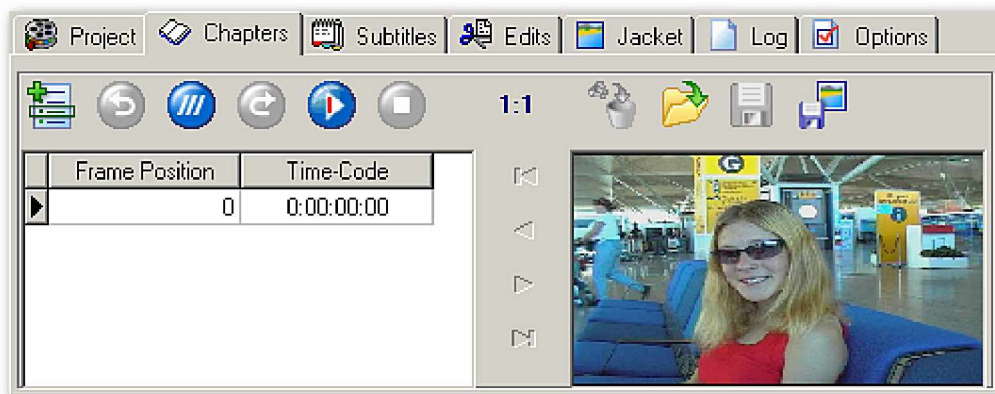 Project Chapters Subtitles Edits Jacket Log Options
1:1
Frame Position Time-Code
0 0:00:00:00
G